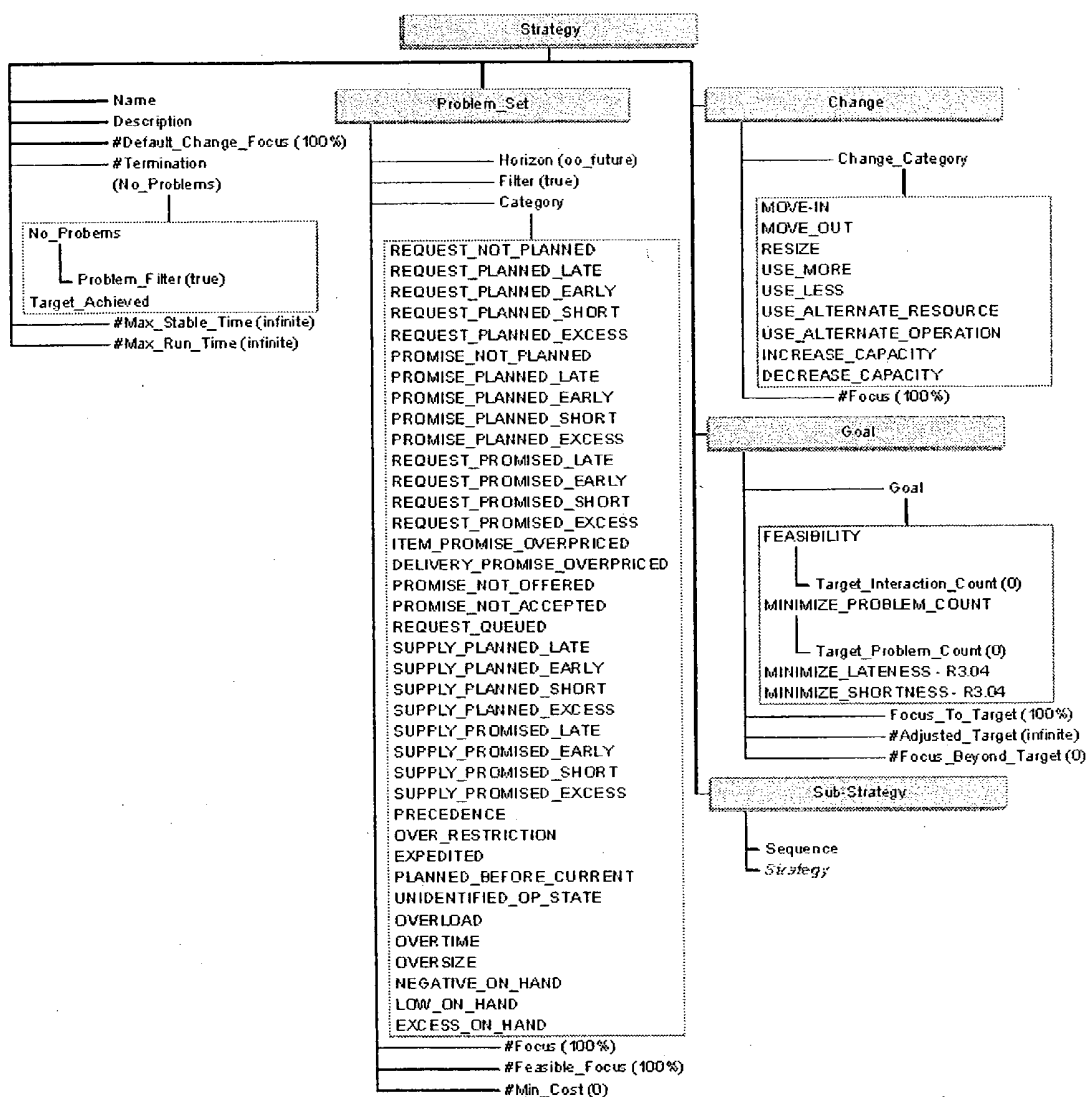 Strategy
Name
Description
#Default_Change_Focus (100%)
#Termination
(No_Problems)
No_Probems
Problem_Filter (true)
Target_Achieved
#Max_Stable_Time (infinite)
#Max_Run_Time (infinite)
Problem_Set
Horizon (oo_future)
Filter (true)
Category
REQUEST_NOT_PLANNED
REQUEST_PLANNED_LATE
REQUEST_PLANNED_EARLY
REQUEST_PLANNED_SHORT
REQUEST_PLANNED_EXCESS
PROMISE_NOT_PLANNED
PROMISE_PLANNED_LATE
PROMISE_PLANNED_EARLY
PROMISE_PLANNED_SHORT
PROMISE_PLANNED_EXCESS
REQUEST_PROMISED_LATE
REQUEST_PROMISED_EARLY
REQUEST_PROMISED_SHORT
REQUEST_PROMISED_EXCESS
ITEM_PROMISE_OVERPRICED
DELIVERY_PROMISE_OVERPRICED
PROMISE_NOT_OFFERED
PROMISE_NOT_ACCEPTED
REQUEST_QUEUED
SUPPLY_PLANNED_LATE
SUPPLY_PLANNED_EARLY
SUPPLY_PLANNED_SHORT
SUPPLY_PLANNED_EXCESS
SUPPLY_PROMISED_LATE
SUPPLY_PROMISED_EARLY
SUPPLY_PROMISED_SHORT
SUPPLY_PROMISED_EXCESS
PRECEDENCE
OVER_RESTRICTION
EXPEDITED
PLANNED_BEFORE_CURRENT
UNIDENTIFIED_OP_STATE
OVERLOAD
OVERTIME
OVERSIZE
NEGATIVE_ON_HAND
LOW_ON_HAND
EXCESS_ON_HAND
#Focus (100%)
#Feasible_Focus (100%)
#Min_Cost (0)
Change
Change_Category
MOVE-IN
MOVE_OUT
RESIZE
USE_MORE
USE_LESS
USE_ALTERNATE_RESOURCE
USE_ALTERNATE_OPERATION
INCREASE_CAPACITY
DECREASE_CAPACITY
#Focus (100%)
Goal
Goal
FEASIBILITY
Target_Interaction_Count (0)
MINIMIZE_PROBLEM_COUNT
Target_Problem_Count (0)
MINIMIZE_LATENESS - R3.04
MINIMIZE_SHORTNESS - R3.04
Focus_To_Target (100%)
#Adjusted_Target (infinite)
#Focus_Beyond_Target (0)
Sub-Strategy
Sequence
Strategy